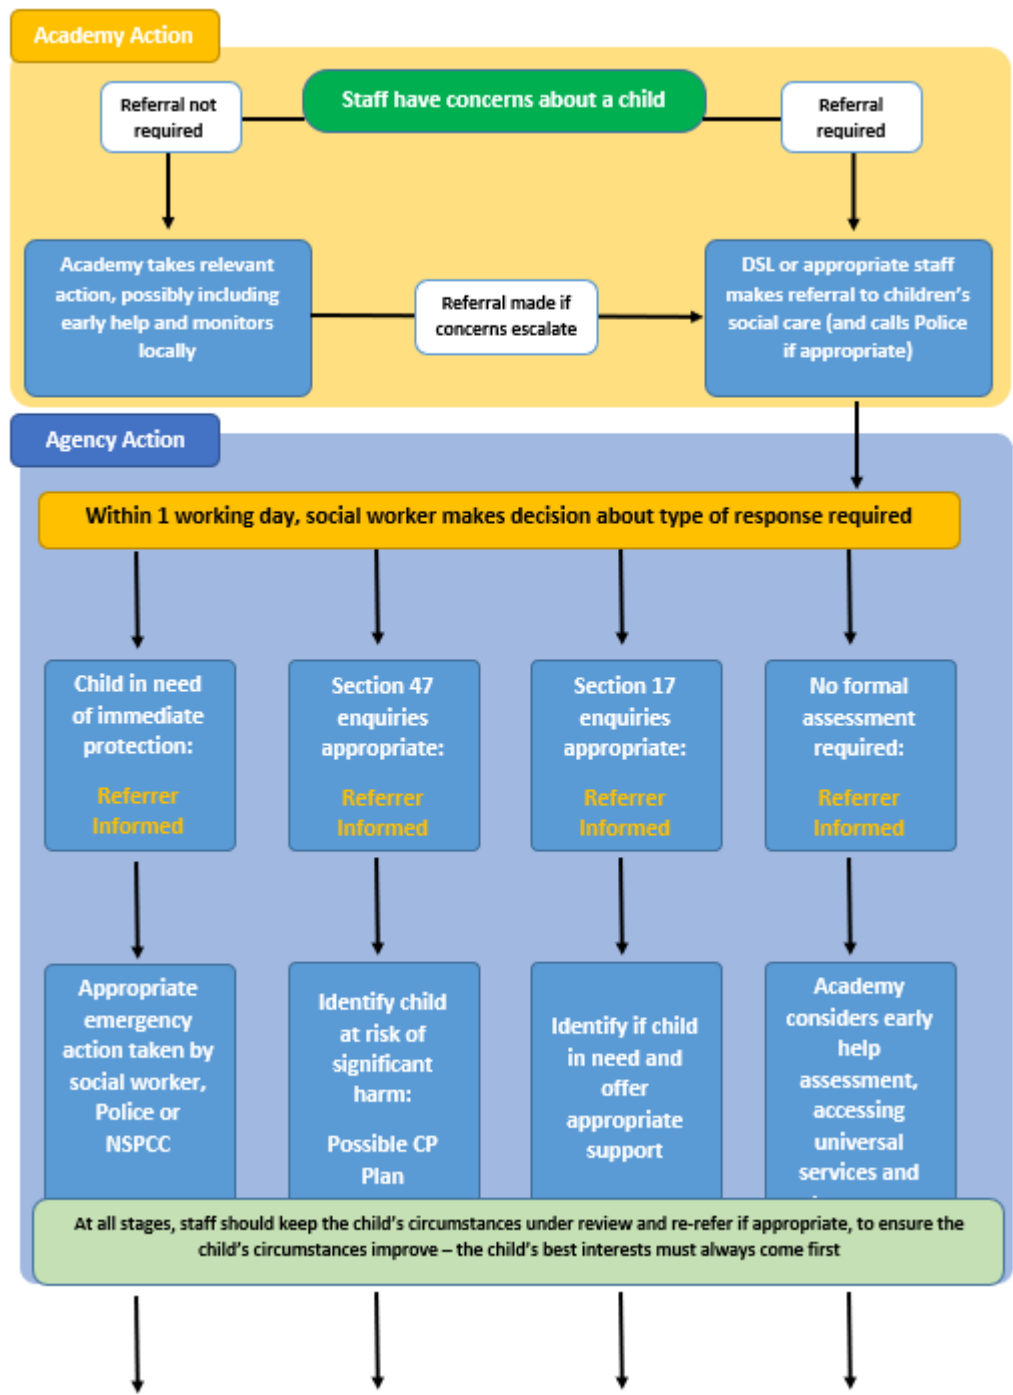 Academy Action
Staff have concerns about a child
Referral not
required
Referral
required
Academy takes relevant
action, possibly including
early help and monitors
locally
Referral made if
concerns escalate
DSL or appropriate staff
makes referral to children's
social care (and calls Police
if appropriate)
Agency Action
Within 1 working day, social worker makes decision about type of response required
Child in need
of immediate
protection:
Referrer
Informed
Section 47
enquiries
appropriate:
Referrer
Informed
Section 17
enquiries
appropriate:
Referrer
Informed
No formal
assessment
required:
Referrer
Informed
Appropriate
emergency
action taken by
social worker,
Police or
NSPCC
Identify child
at risk of
significant
harm:
Possible CP
Plan
Identify if child
in need and
offer
appropriate
support
Academy
considers early
help
assessment,
accessing
universal
services and
At all stages, staff should keep the child's circumstances under review and re-refer if appropriate, to ensure the
child's circumstances improve – the child's best interests must always come first